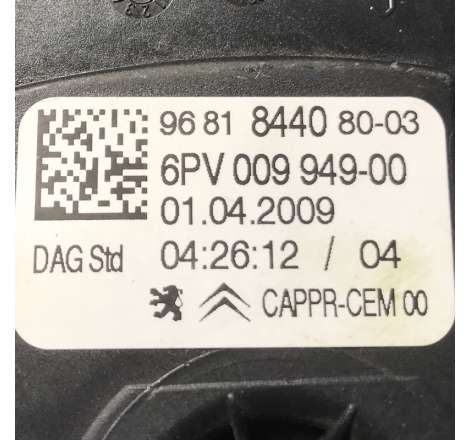 96 81 8440 80-03
6PV 009 949-00
01.04.2009
DAG Std 04:26:12 / 04
CAPPR-CEM 00